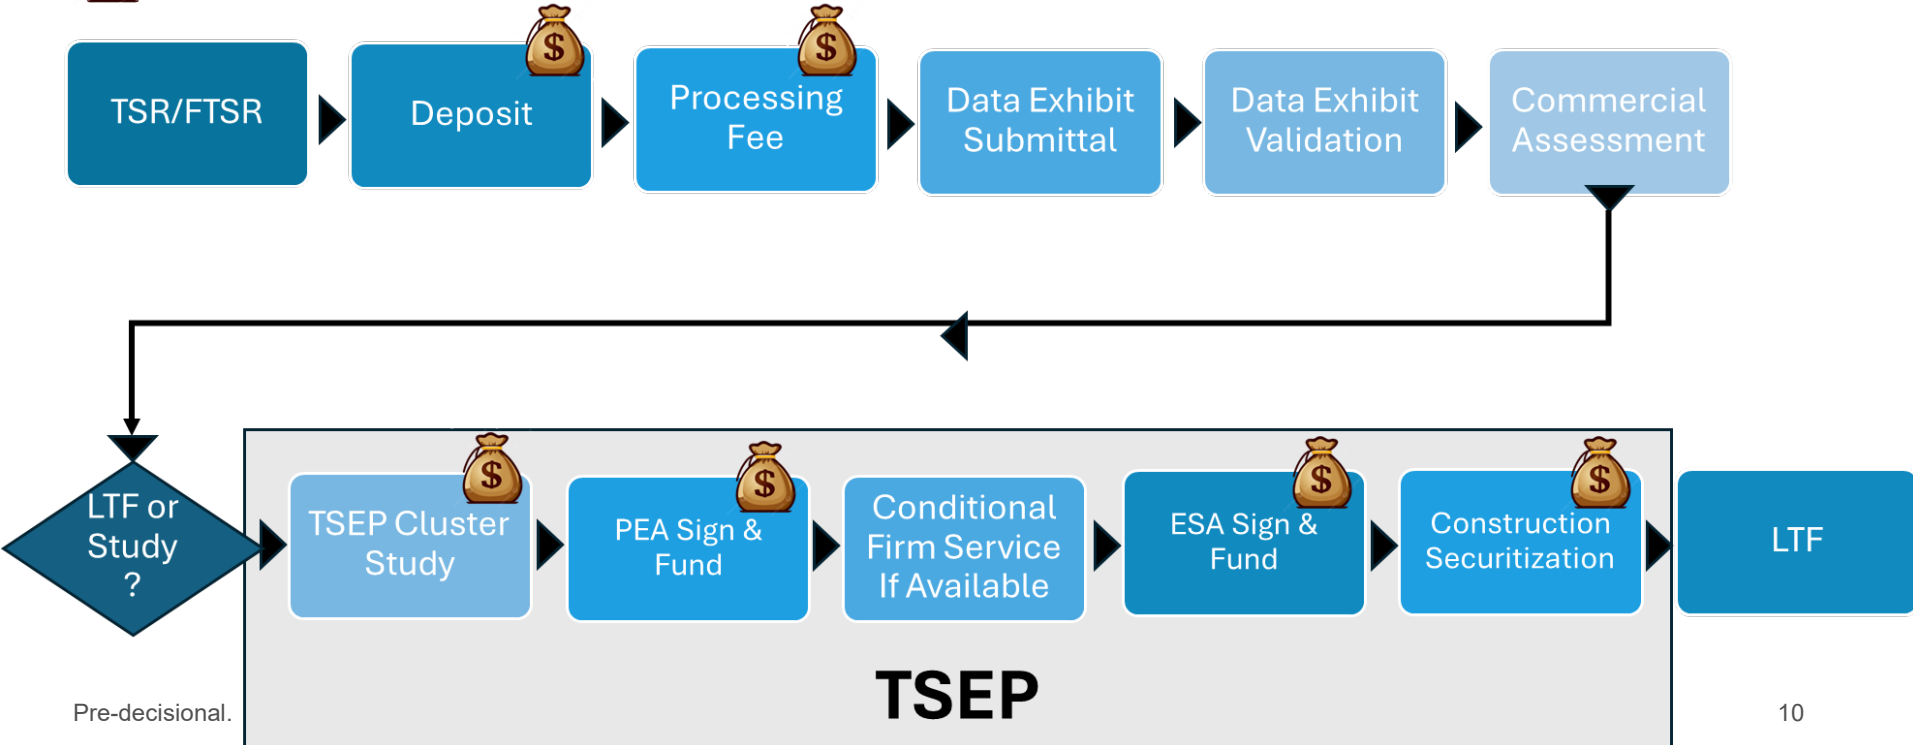 TSR/FTSR
$
Deposit
$
Processing
Fee
Data Exhibit
Submittal
Data Exhibit
Validation
Commercial
Assessment
LTF or
Study
?
$
TSEP Cluster
Study
$
PEA Sign &
Fund
Conditional
Firm Service
If Available
$
ESA Sign &
Fund
$
Construction
Securitization
LTF
TSEP
Pre-decisional.
10